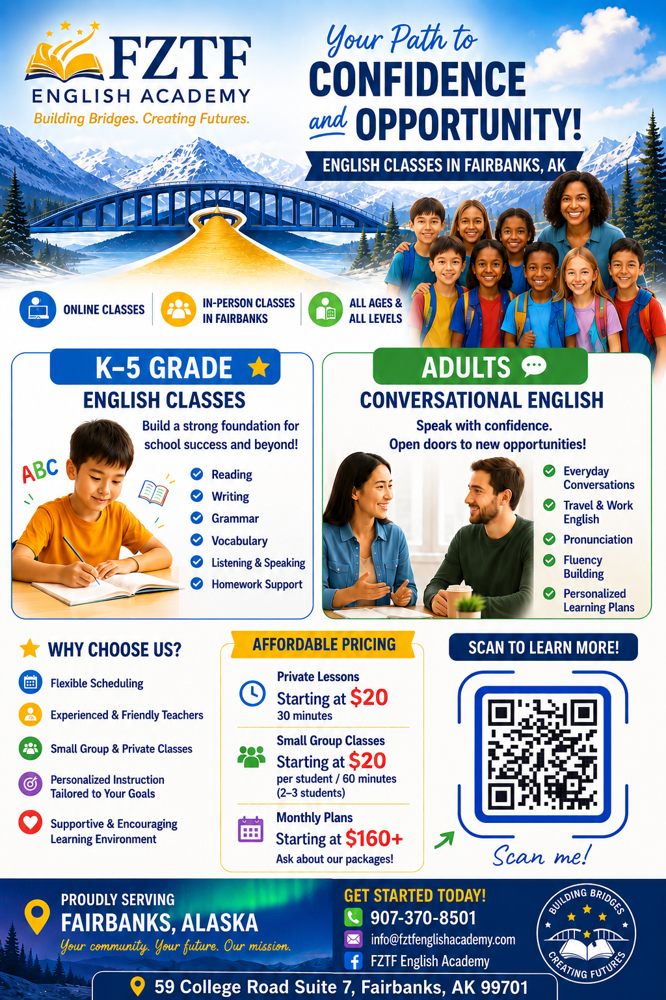 FZTF
ENGLISH ACADEMY
Building Bridges. Creating Futures.
Your Path to
CONFIDENCE
and OPPORTUNITY!
ENGLISH CLASSES IN FAIRBANKS, AK
ONLINE CLASSES
IN-PERSON CLASSES
IN FAIRBANKS
ALL AGES &
ALL LEVELS
K–5 GRADE
ENGLISH CLASSES
Build a strong foundation for
school success and beyond!
ABC
Reading
Writing
Grammar
Vocabulary
Listening & Speaking
Homework Support
ADULTS
CONVERSATIONAL ENGLISH
Speak with confidence.
Open doors to new opportunities!
Everyday
Conversations
Travel & Work
English
Pronunciation
Fluency
Building
Personalized
Learning Plans
WHY CHOOSE US?
Flexible Scheduling
Experienced & Friendly Teachers
Small Group & Private Classes
Personalized Instruction
Tailored to Your Goals
Supportive & Encouraging
Learning Environment
AFFORDABLE PRICING
Private Lessons
Starting at $20
30 minutes
Small Group Classes
Starting at $20
per student / 60 minutes
(2–3 students)
Monthly Plans
Starting at $160+
Ask about our packages!
SCAN TO LEARN MORE!
Scan me!
PROUDLY SERVING
FAIRBANKS, ALASKA
Your community. Your future. Our mission.
GET STARTED TODAY!
907-370-8501
info@fztfenglishacademy.com
FZTF English Academy
BUILDING BRIDGES
CREATING FUTURES
59 College Road Suite 7, Fairbanks, AK 99701